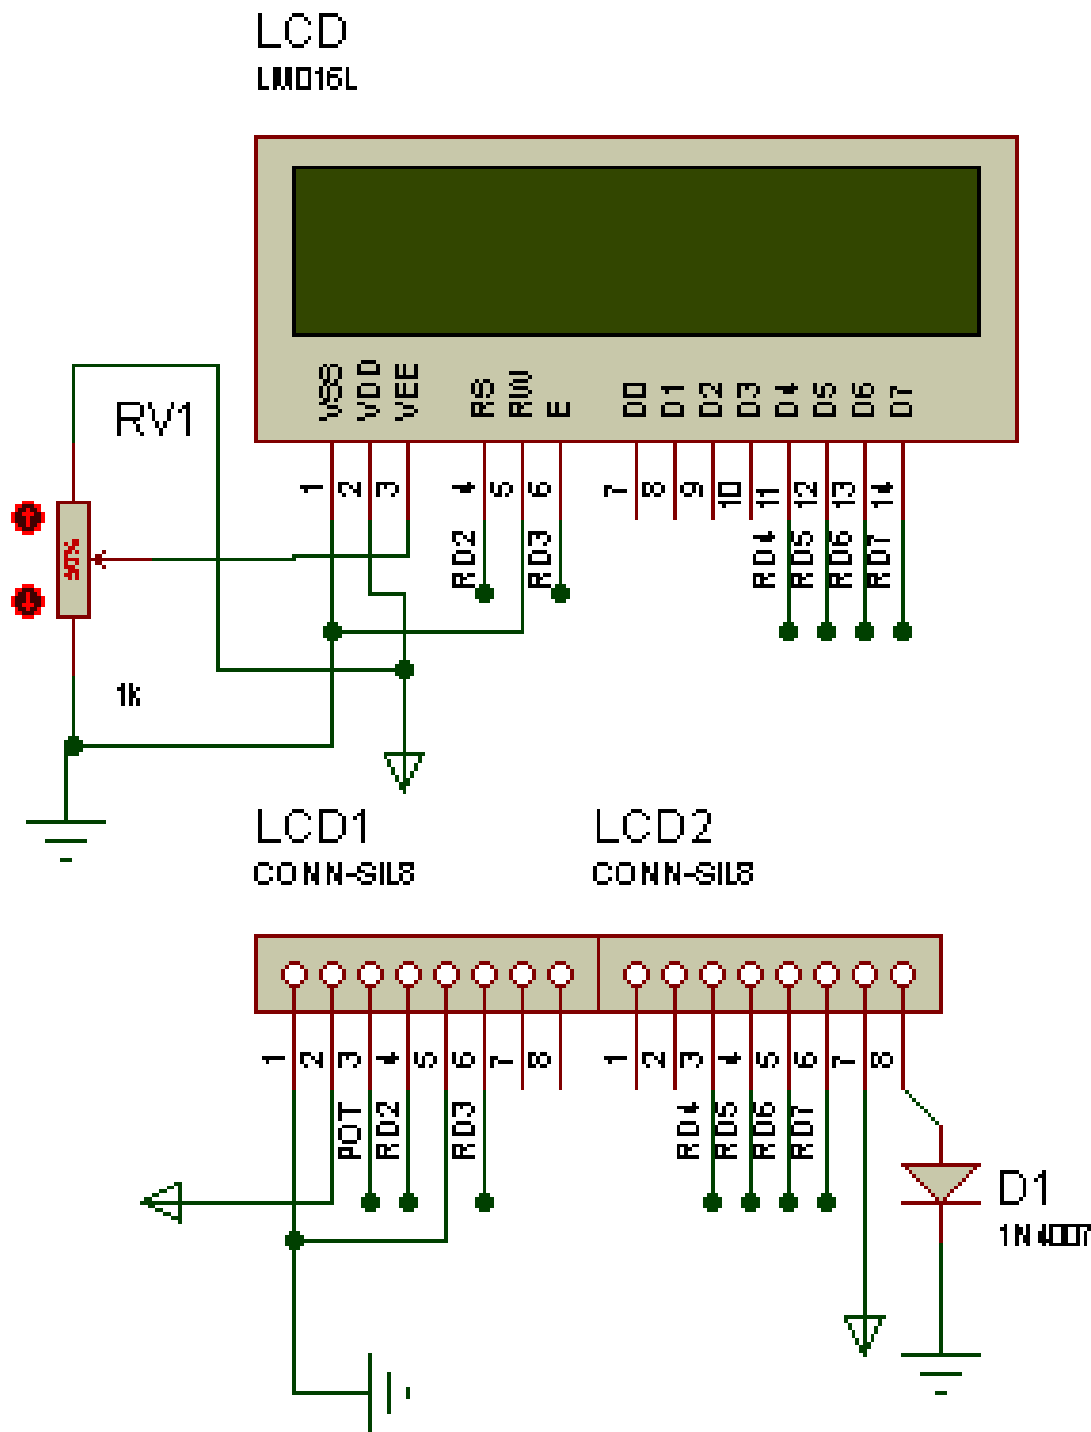 LCD
LM016L
VSS VDD VEE RS RW E D0 D1 D2 D3 D4 D5 D6 D7
RV1
1 2 3 4 5 6 7 8 9 10 11 12 13 14
RD2 RD3 RD4 RD5 RD6 RD7
1k
LCD1 LCD2
CONN-SIL8 CONN-SIL8
1 2 3 4 5 6 7 8 1 2 3 4 5 6 7 8
POT RD2 RD3 RD4 RD5 RD6 RD7
D1
1N4007